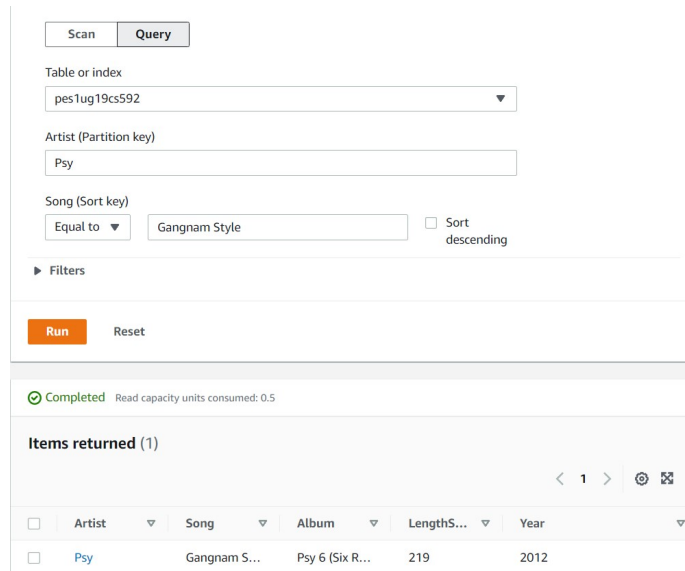 Scan Query
Table or index
pes1ug19cs592
Artist (Partition key)
Psy
Song (Sort key)
Equal to Gangnam Style Sort
descending
Filters
Run Reset
Completed Read capacity units consumed: 0.5
Items returned (1)
1
Artist Song Album LengthS... Year
Psy Gangnam S... Psy 6 (Six R... 219 2012